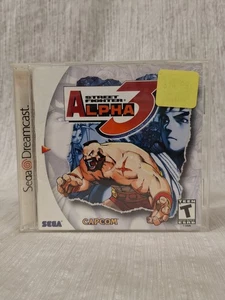 STREET
FIGHTER
ALPHA 3
Sega Dreamcast.
SEGA
CAPCOM
T